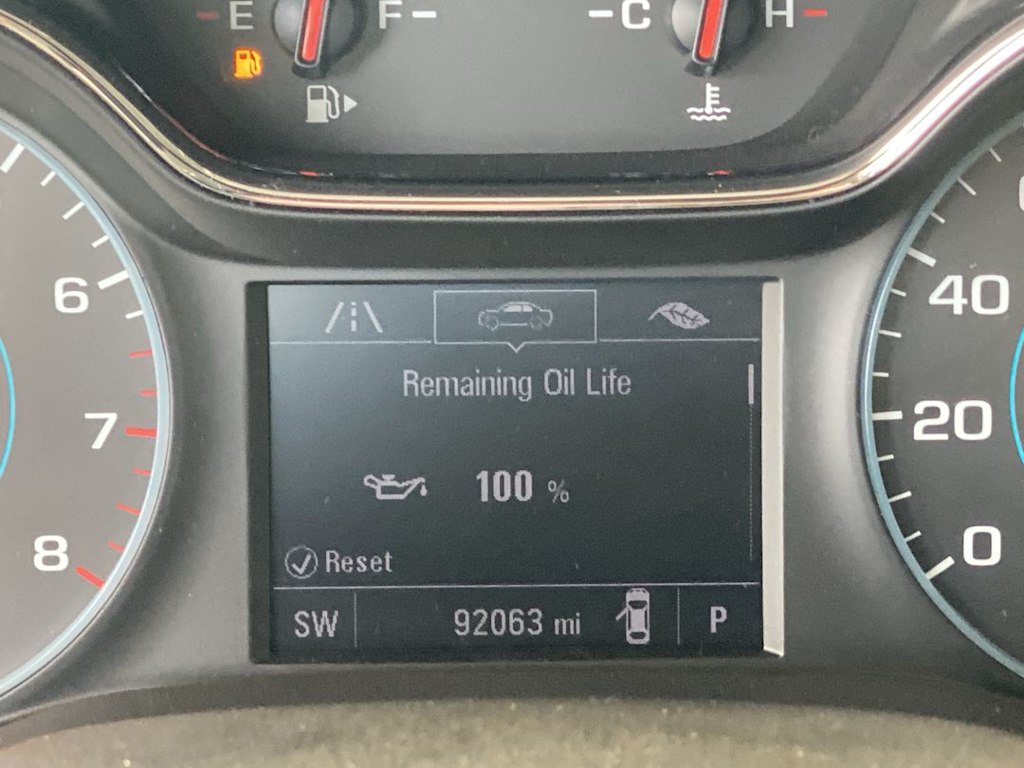 E F
C H
6
7
8
Remaining Oil Life
100 %
Reset
SW 92063 mi P
40
20
0